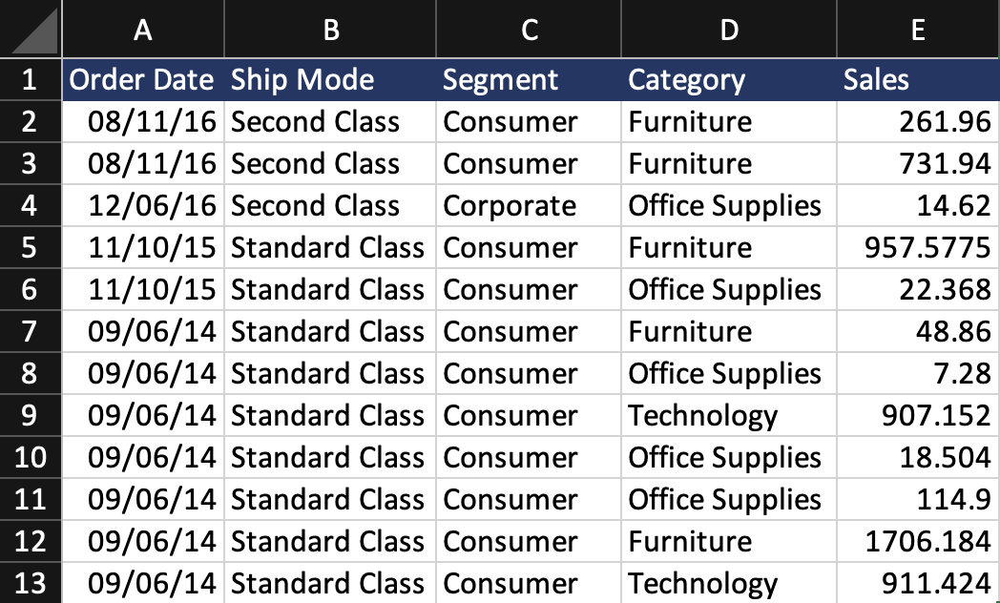 A B C D E
1 Order Date Ship Mode Segment Category Sales
2 08/11/16 Second Class Consumer Furniture 261.96
3 08/11/16 Second Class Consumer Furniture 731.94
4 12/06/16 Second Class Corporate Office Supplies 14.62
5 11/10/15 Standard Class Consumer Furniture 957.5775
6 11/10/15 Standard Class Consumer Office Supplies 22.368
7 09/06/14 Standard Class Consumer Furniture 48.86
8 09/06/14 Standard Class Consumer Office Supplies 7.28
9 09/06/14 Standard Class Consumer Technology 907.152
10 09/06/14 Standard Class Consumer Office Supplies 18.504
11 09/06/14 Standard Class Consumer Office Supplies 114.9
12 09/06/14 Standard Class Consumer Furniture 1706.184
13 09/06/14 Standard Class Consumer Technology 911.424